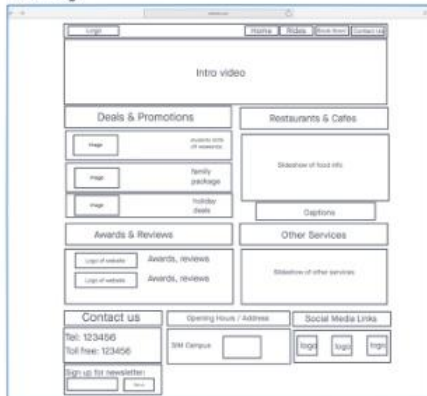 Logo
Home Rides Book Now! Contact Us
Intro video
Deals & Promotions
Restaurants & Cafes
image
image
family package
image
holiday deals
Slideshow of food info
Captions
Awards & Reviews
Other Services
Logo of website Awards, reviews
Logo of website Awards, reviews
Slideshow of other services
Contact us
Opening Hours / Address
Social Media Links
Tel: 123456
Toll free: 123456
SIM Campus
logo logo logo
Sign up for newsletter: